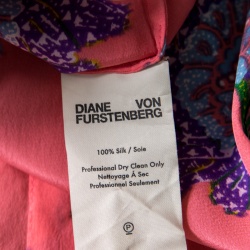 DIANE VON
FURSTENBERG
100% Silk / Soie
Professional Dry Clean Only
Nettoyage À Sec
Professionnel Seulement
P